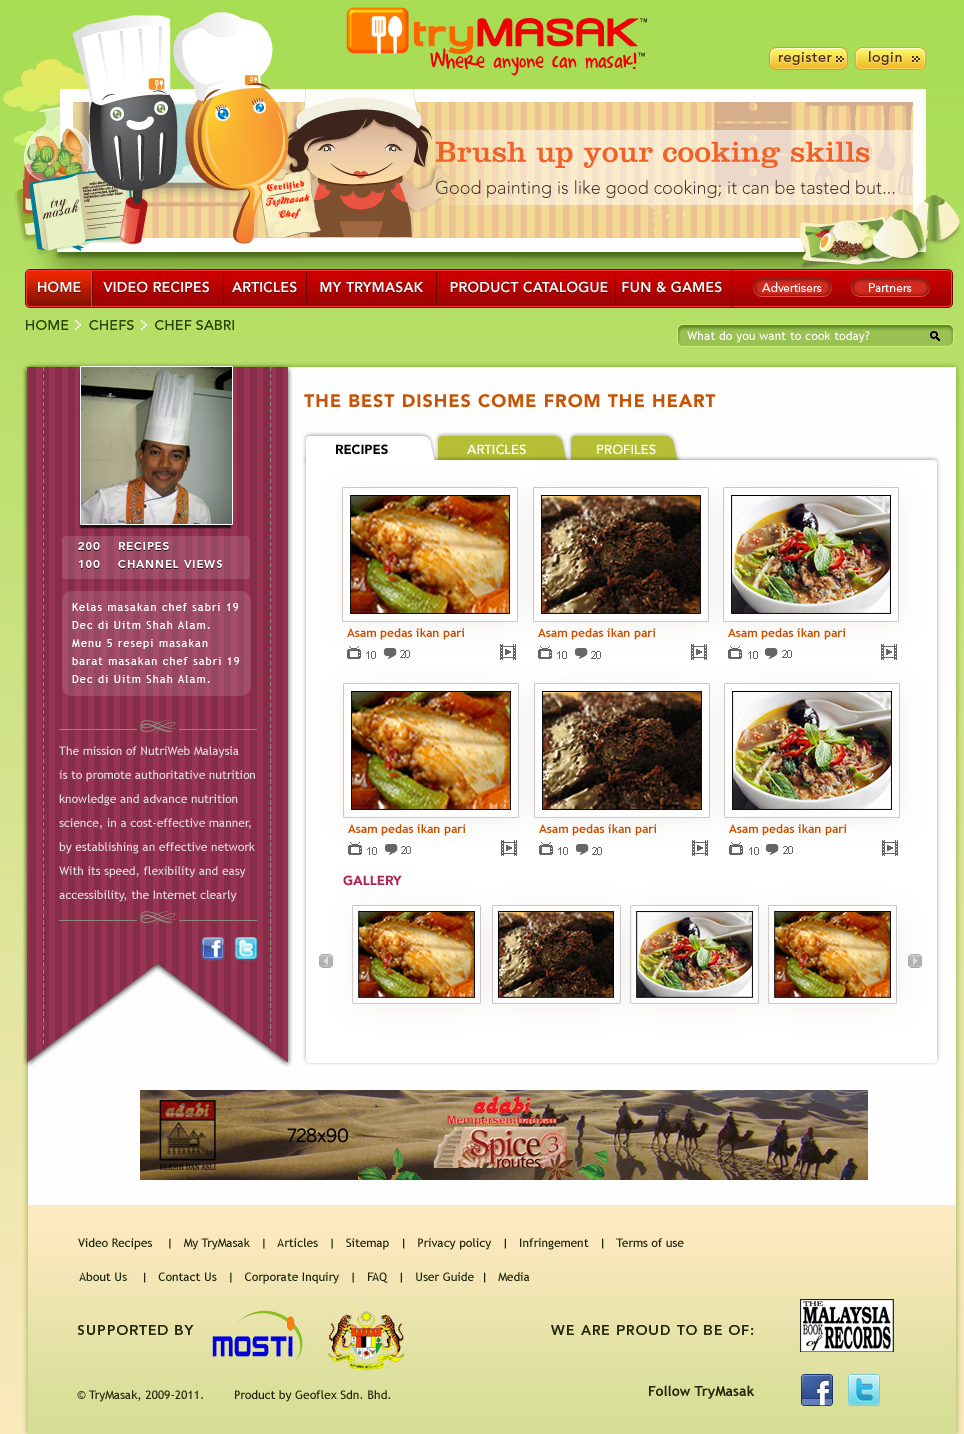 tryMASAK™
Where anyone can masak!™
register
login
try masak
Certified
TryMasak
Chef
Brush up your cooking skills
Good painting is like good cooking; it can be tasted but...
HOME VIDEO RECIPES ARTICLES MY TRYMASAK PRODUCT CATALOGUE FUN & GAMES Advertisers Partners
HOME CHEFS CHEF SABRI
What do you want to cook today?
200 RECIPES
100 CHANNEL VIEWS
Kelas masakan chef sabri 19
Dec di Uitm Shah Alam.
Menu 5 resepi masakan
barat masakan chef sabri 19
Dec di Uitm Shah Alam.
The mission of NutriWeb Malaysia
is to promote authoritative nutrition
knowledge and advance nutrition
science, in a cost-effective manner,
by establishing an effective network
With its speed, flexibility and easy
accessibility, the Internet clearly
THE BEST DISHES COME FROM THE HEART
RECIPES ARTICLES PROFILES
Asam pedas ikan pari Asam pedas ikan pari Asam pedas ikan pari
10 20 10 20 10 20
Asam pedas ikan pari Asam pedas ikan pari Asam pedas ikan pari
10 20 10 20 10 20
GALLERY
adabi
BERSIH DAN ASLI
728x90
adabi
Mempersembahkan
Spice 3
routes
Video Recipes | My TryMasak | Articles | Sitemap | Privacy policy | Infringement | Terms of use
About Us | Contact Us | Corporate Inquiry | FAQ | User Guide | Media
SUPPORTED BY
MOSTI
WE ARE PROUD TO BE OF:
THE
MALAYSIA
BOOK of RECORDS
© TryMasak, 2009-2011. Product by Geoflex Sdn. Bhd.
Follow TryMasak